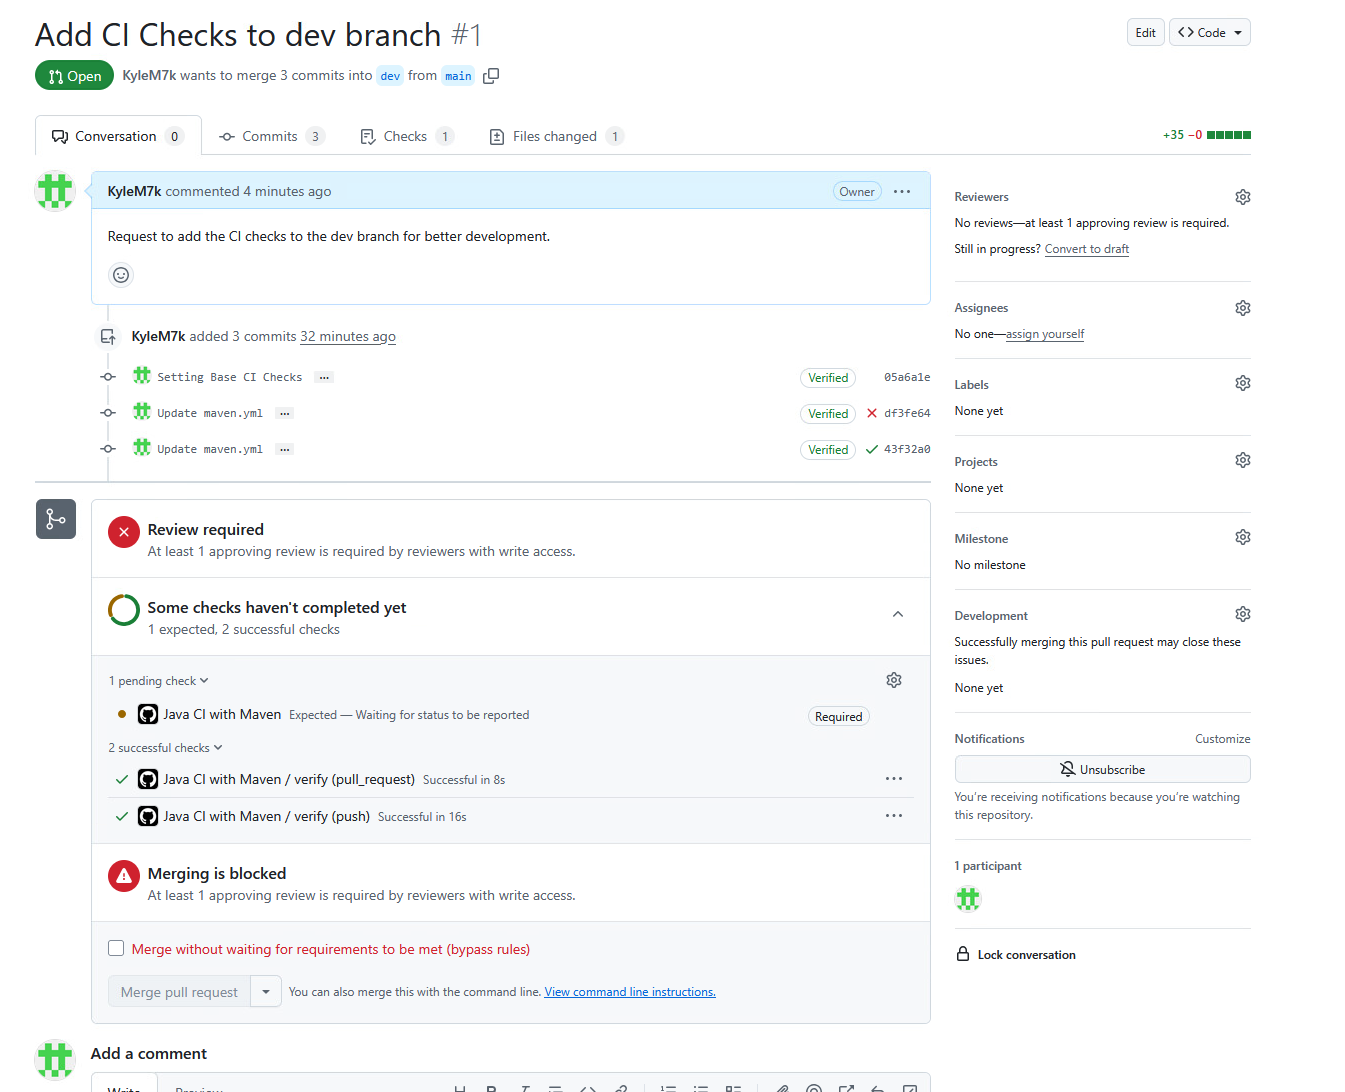 Add CI Checks to dev branch #1
Edit
Code
Open
KyleM7k wants to merge 3 commits into dev from main
Conversation 0
Commits 3
Checks 1
Files changed 1
+35 −0
KyleM7k commented 4 minutes ago
Owner
Request to add the CI checks to the dev branch for better development.
KyleM7k added 3 commits 32 minutes ago
Setting Base CI Checks ... Verified 05a6a1e
Update maven.yml ... Verified df3fe64
Update maven.yml ... Verified 43f32a0
Review required
At least 1 approving review is required by reviewers with write access.
Some checks haven't completed yet
1 expected, 2 successful checks
1 pending check
Java CI with Maven Expected — Waiting for status to be reported Required
2 successful checks
Java CI with Maven / verify (pull_request) Successful in 8s
Java CI with Maven / verify (push) Successful in 16s
Merging is blocked
At least 1 approving review is required by reviewers with write access.
Merge without waiting for requirements to be met (bypass rules)
Merge pull request
You can also merge this with the command line. View command line instructions.
Add a comment
Write
Preview
Reviewers
No reviews—at least 1 approving review is required.
Still in progress? Convert to draft
Assignees
No one—assign yourself
Labels
None yet
Projects
None yet
Milestone
No milestone
Development
Successfully merging this pull request may close these
issues.
None yet
Notifications
Customize
Unsubscribe
You're receiving notifications because you're watching
this repository.
1 participant
Lock conversation